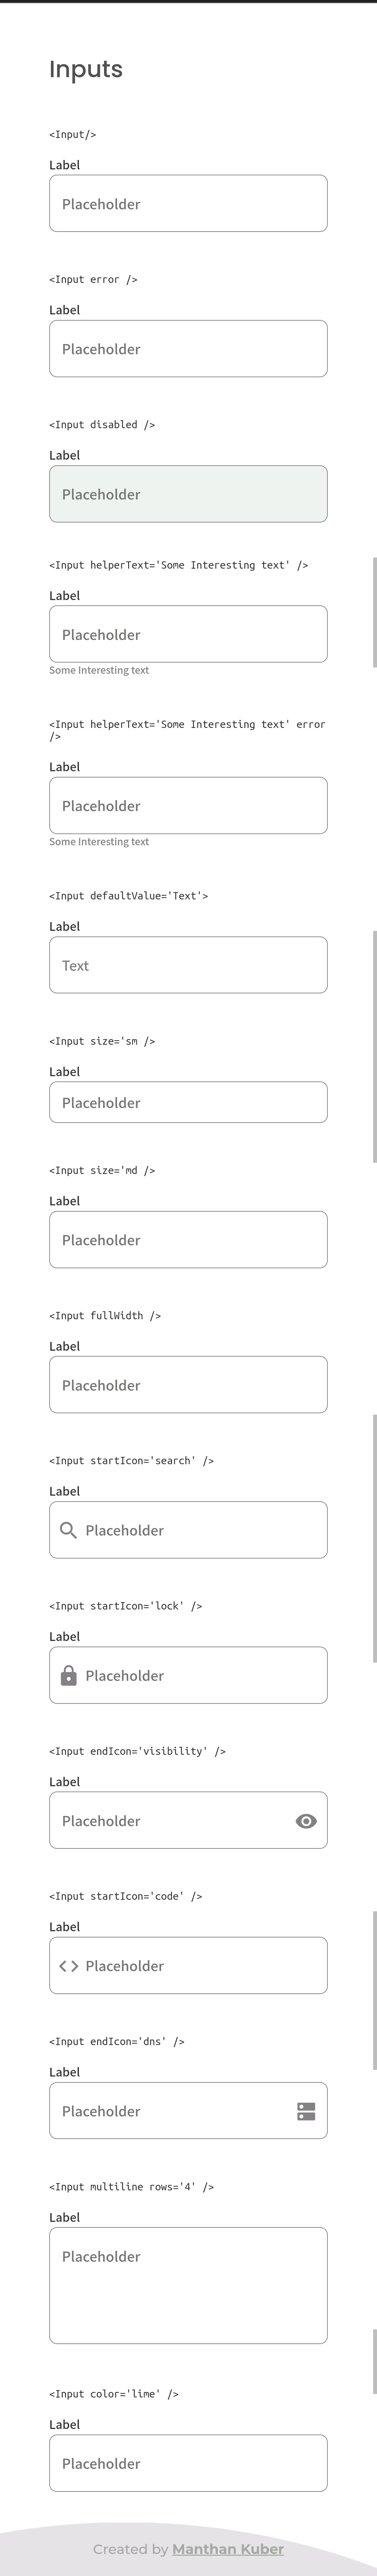 Inputs
<Input/>
Label
Placeholder
<Input error />
Label
Placeholder
<Input disabled />
Label
Placeholder
<Input helperText='Some Interesting text' />
Label
Placeholder
Some Interesting text
<Input helperText='Some Interesting text' error
/>
Label
Placeholder
Some Interesting text
<Input defaultValue='Text'>
Label
Text
<Input size='sm />
Label
Placeholder
<Input size='md />
Label
Placeholder
<Input fullWidth />
Label
Placeholder
<Input startIcon='search' />
Label
Placeholder
<Input startIcon='lock' />
Label
Placeholder
<Input endIcon='visibility' />
Label
Placeholder
<Input startIcon='code' />
Label
Placeholder
<Input endIcon='dns' />
Label
Placeholder
<Input multiline rows='4' />
Label
Placeholder
<Input color='lime' />
Label
Placeholder
Created by Manthan Kuber